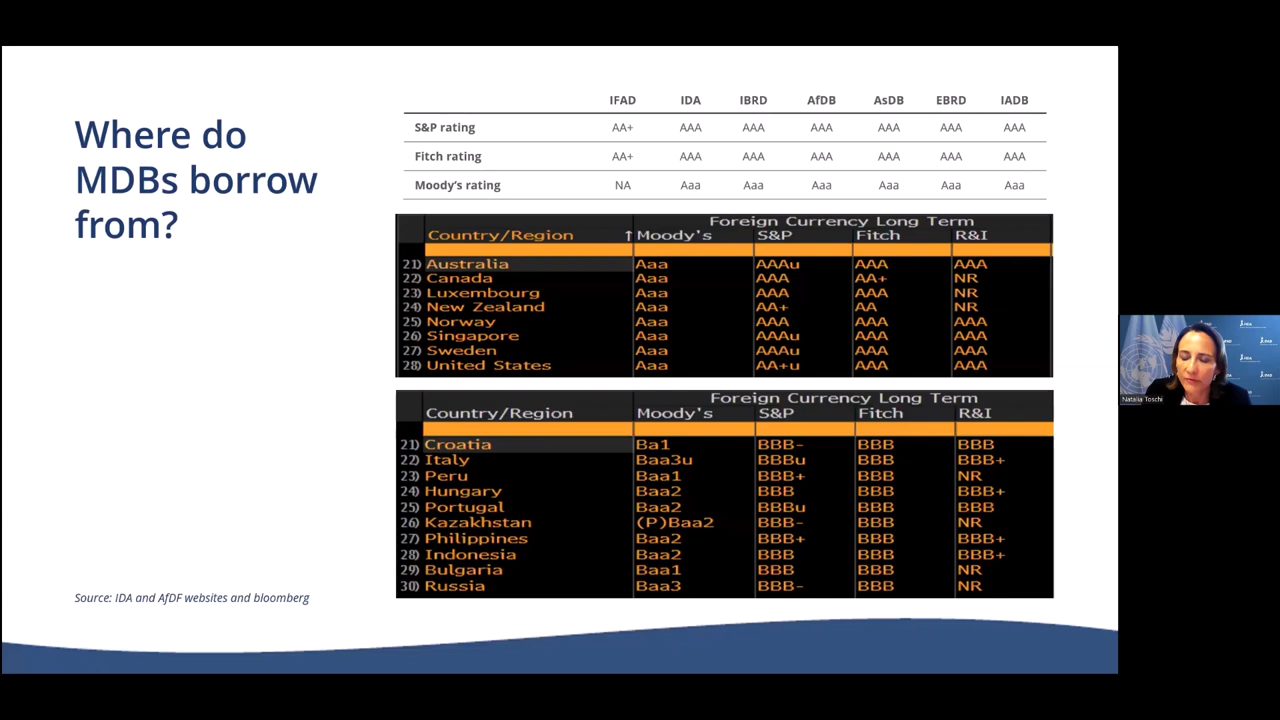 Where do
MDBs borrow
from?
IFAD IDA IBRD AfDB AsDB EBRD IADB
S&P rating AA+ AAA AAA AAA AAA AAA AAA
Fitch rating AA+ AAA AAA AAA AAA AAA AAA
Moody's rating NA Aaa Aaa Aaa Aaa Aaa Aaa
Foreign Currency Long Term
Country/Region ↑ Moody's S&P Fitch R&I
21) Australia Aaa AAAu AAA AAA
22) Canada Aaa AAA AA+ NR
23) Luxembourg Aaa AAA AAA NR
24) New Zealand Aaa AA+ AA NR
25) Norway Aaa AAA AAA AAA
26) Singapore Aaa AAAu AAA AAA
27) Sweden Aaa AAAu AAA AAA
28) United States Aaa AA+u AAA AAA
Foreign Currency Long Term
Country/Region Moody's S&P Fitch R&I
21) Croatia Ba1 BBB- BBB BBB
22) Italy Baa3u BBBu BBB BBB+
23) Peru Baa1 BBB+ BBB NR
24) Hungary Baa2 BBB BBB BBB+
25) Portugal Baa2 BBBu BBB BBB
26) Kazakhstan (P)Baa2 BBB- BBB NR
27) Philippines Baa2 BBB+ BBB BBB+
28) Indonesia Baa2 BBB BBB BBB+
29) Bulgaria Baa1 BBB BBB NR
30) Russia Baa3 BBB- BBB NR
Source: IDA and AfDF websites and bloomberg
Natalia Toschi